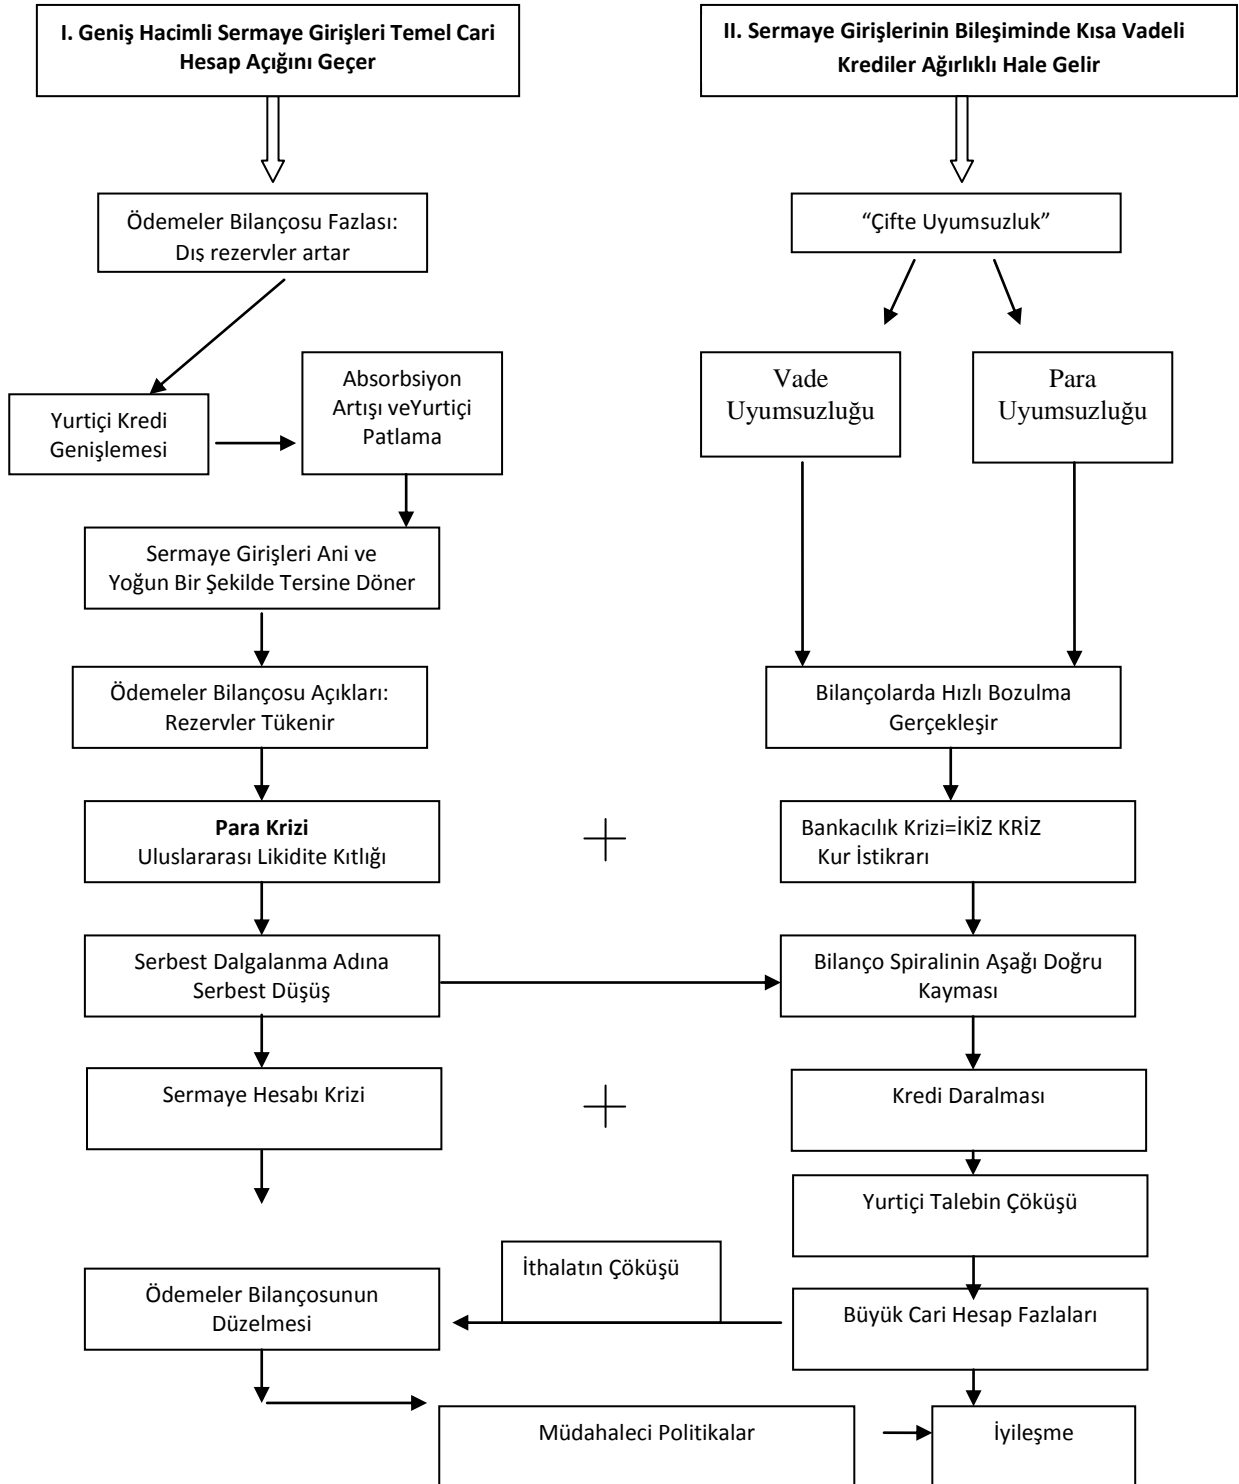 I. Geniş Hacimli Sermaye Girişleri Temel Cari
Hesap Açığını Geçer
II. Sermaye Girişlerinin Bileşiminde Kısa Vadeli
Krediler Ağırlıklı Hale Gelir
Ödemeler Bilançosu Fazlası:
Dış rezervler artar
“Çifte Uyumsuzluk”
Yurtiçi Kredi
Genişlemesi
Absorbsiyon
Artışı veYurtiçi
Patlama
Vade
Uyumsuzluğu
Para
Uyumsuzluğu
Sermaye Girişleri Ani ve
Yoğun Bir Şekilde Tersine Döner
Ödemeler Bilançosu Açıkları:
Rezervler Tükenir
Bilançolarda Hızlı Bozulma
Gerçekleşir
Para Krizi
Uluslararası Likidite Kıtlığı
+
Bankacılık Krizi=İKİZ KRİZ
Kur İstikrarı
Serbest Dalgalanma Adına
Serbest Düşüş
Bilanço Spiralinin Aşağı Doğru
Kayması
Sermaye Hesabı Krizi
+
Kredi Daralması
Yurtiçi Talebin Çöküşü
İthalatın Çöküşü
Ödemeler Bilançosunun
Düzelmesi
Büyük Cari Hesap Fazlaları
Müdahaleci Politikalar
İyileşme